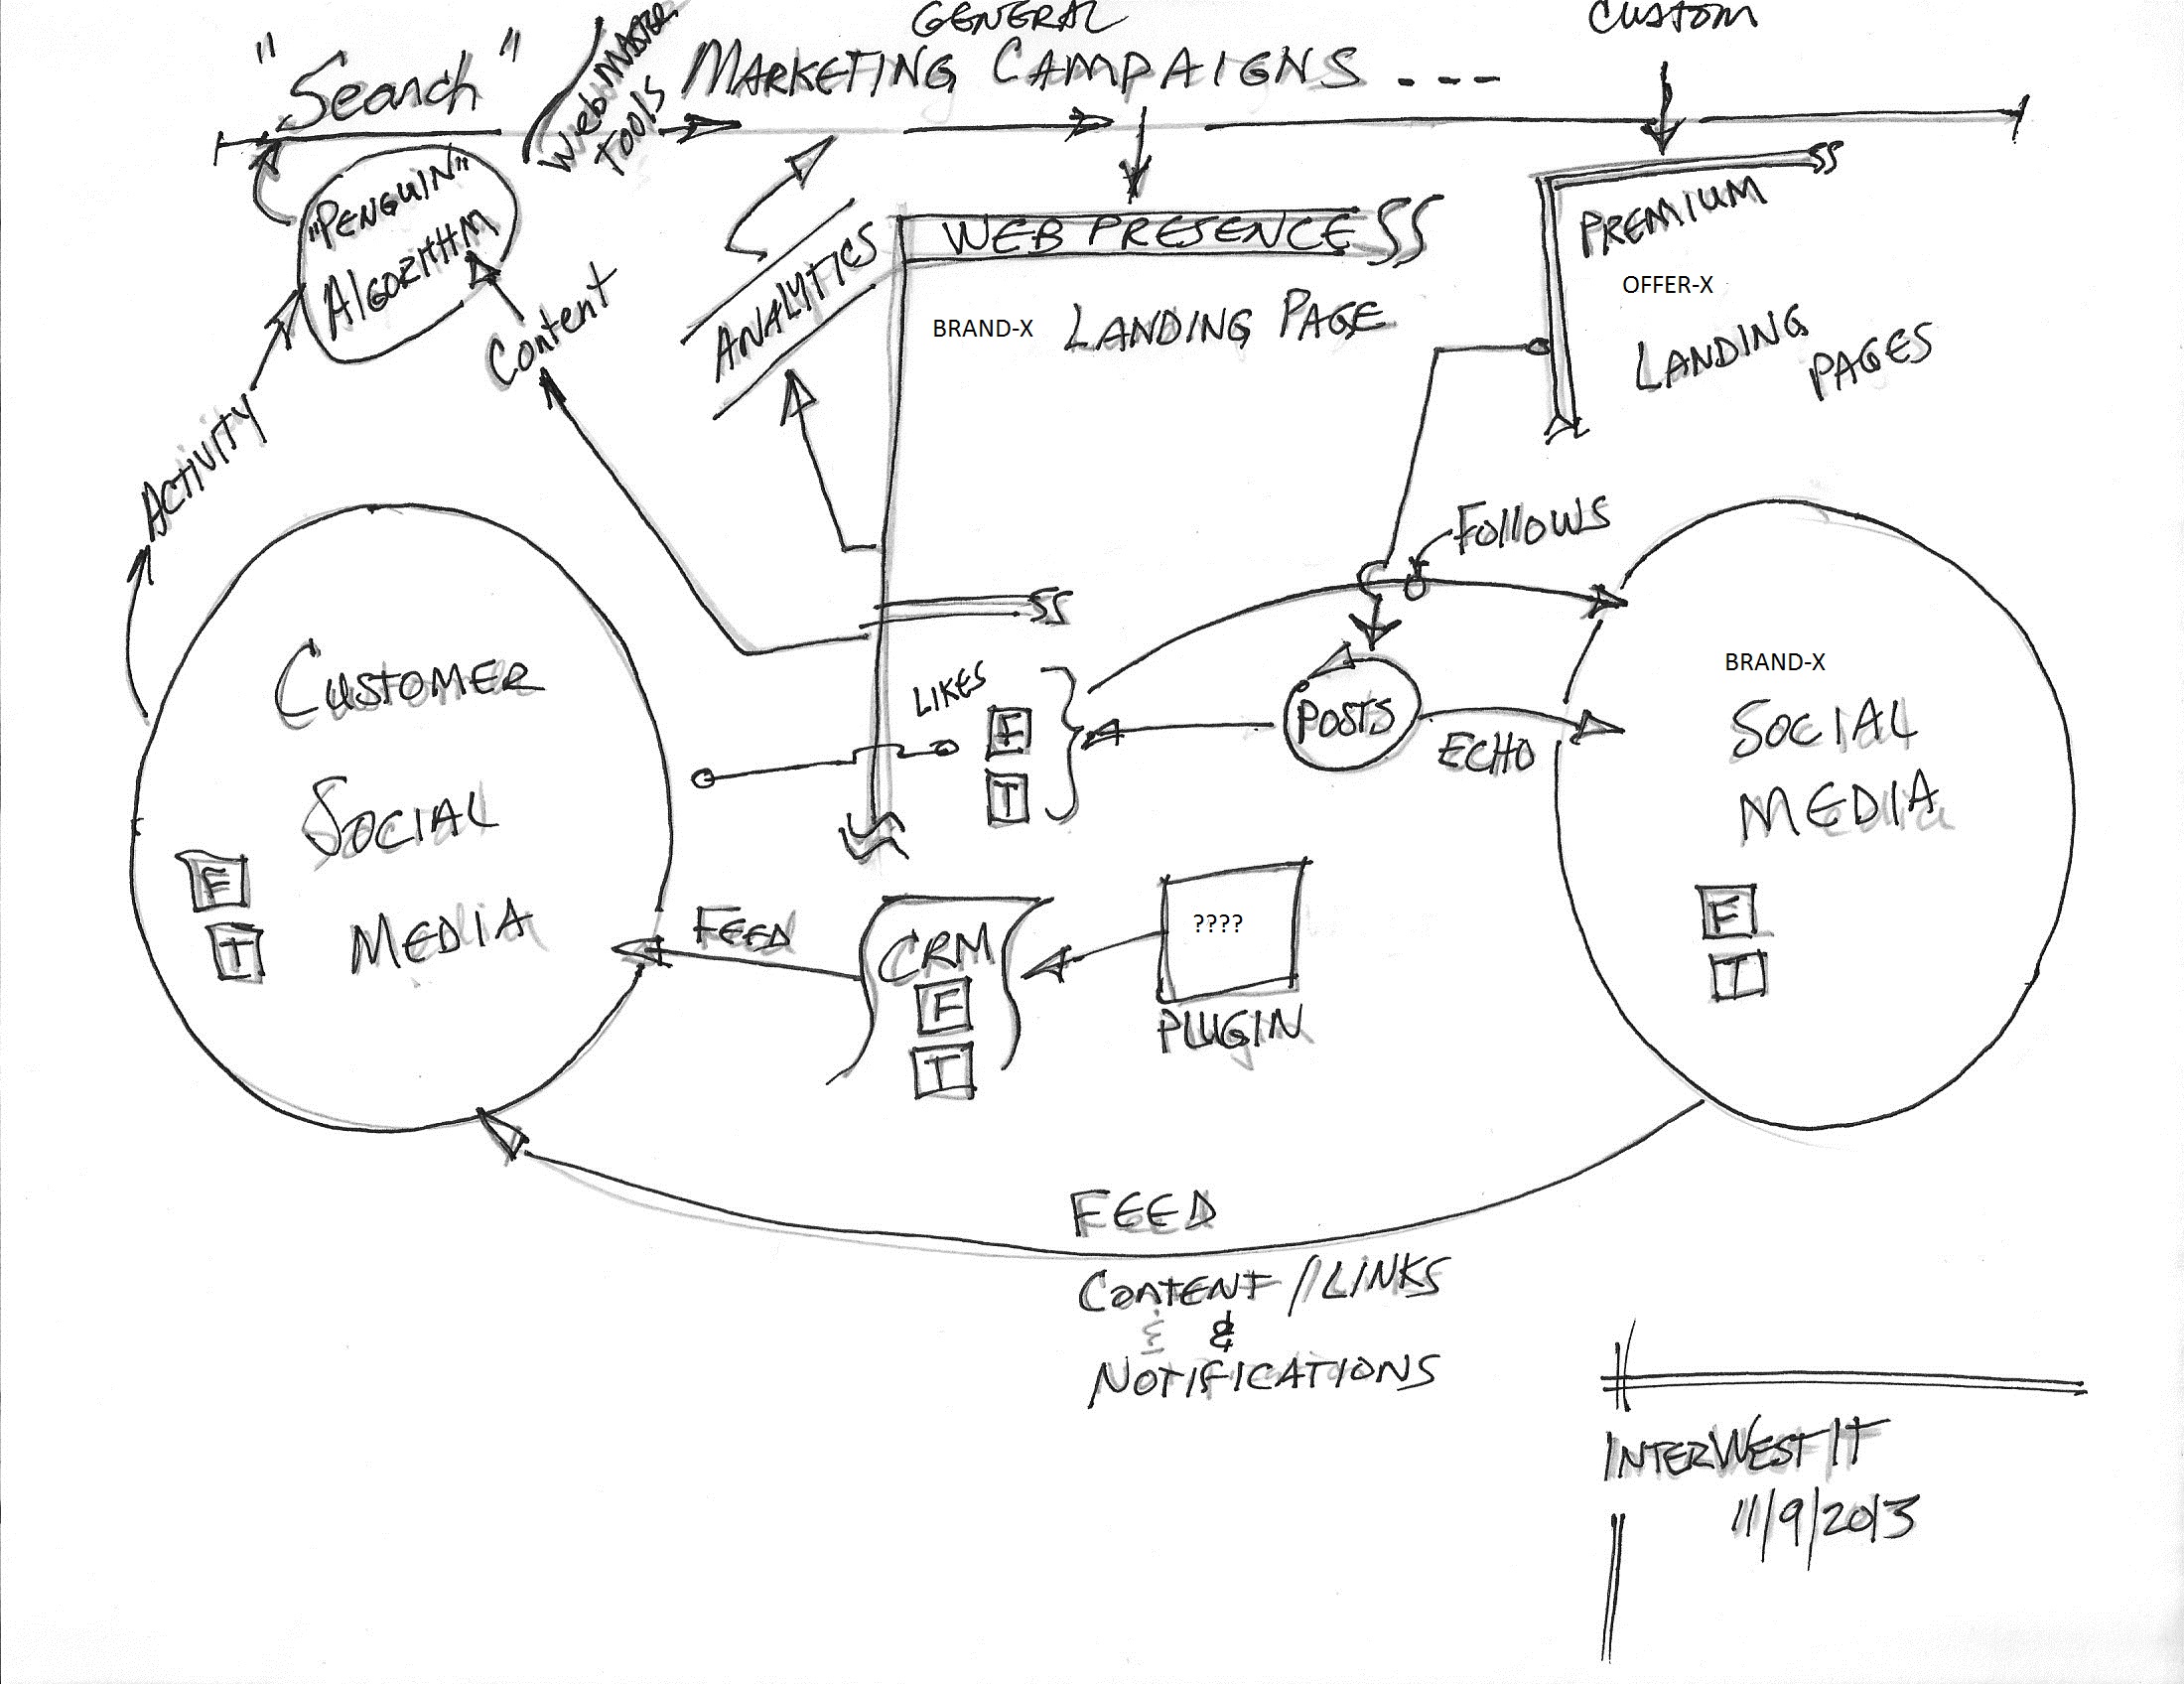 GENERAL
CUSTOM
"Search"
WEBMASTER
TOOLS
MARKETING CAMPAIGNS ---
"PENGUIN"
ALGORITHM
Content
ACTIVITY
ANALYTICS
WEB PRESENCE
BRAND-X LANDING PAGE
PREMIUM
OFFER-X
LANDING
PAGES
FOLLOWS
CUSTOMER
SOCIAL
MEDIA
F
T
LIKES
F
T
POSTS
ECHO
BRAND-X
SOCIAL
MEDIA
F
T
FEED
CRM
F
T
????
PLUGIN
FEED
CONTENT/LINKS
&
NOTIFICATIONS
INTERWEST IT
11/9/2013